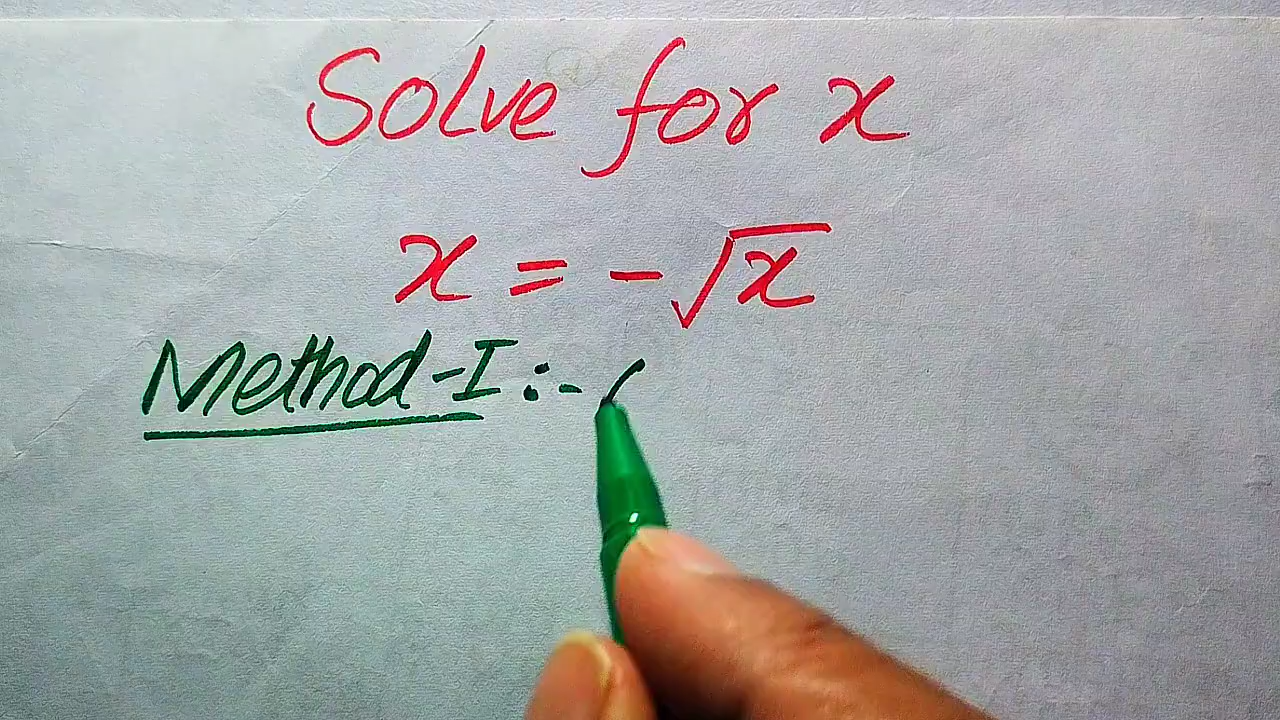 Solve for x
x = -√x
Method-I :- (